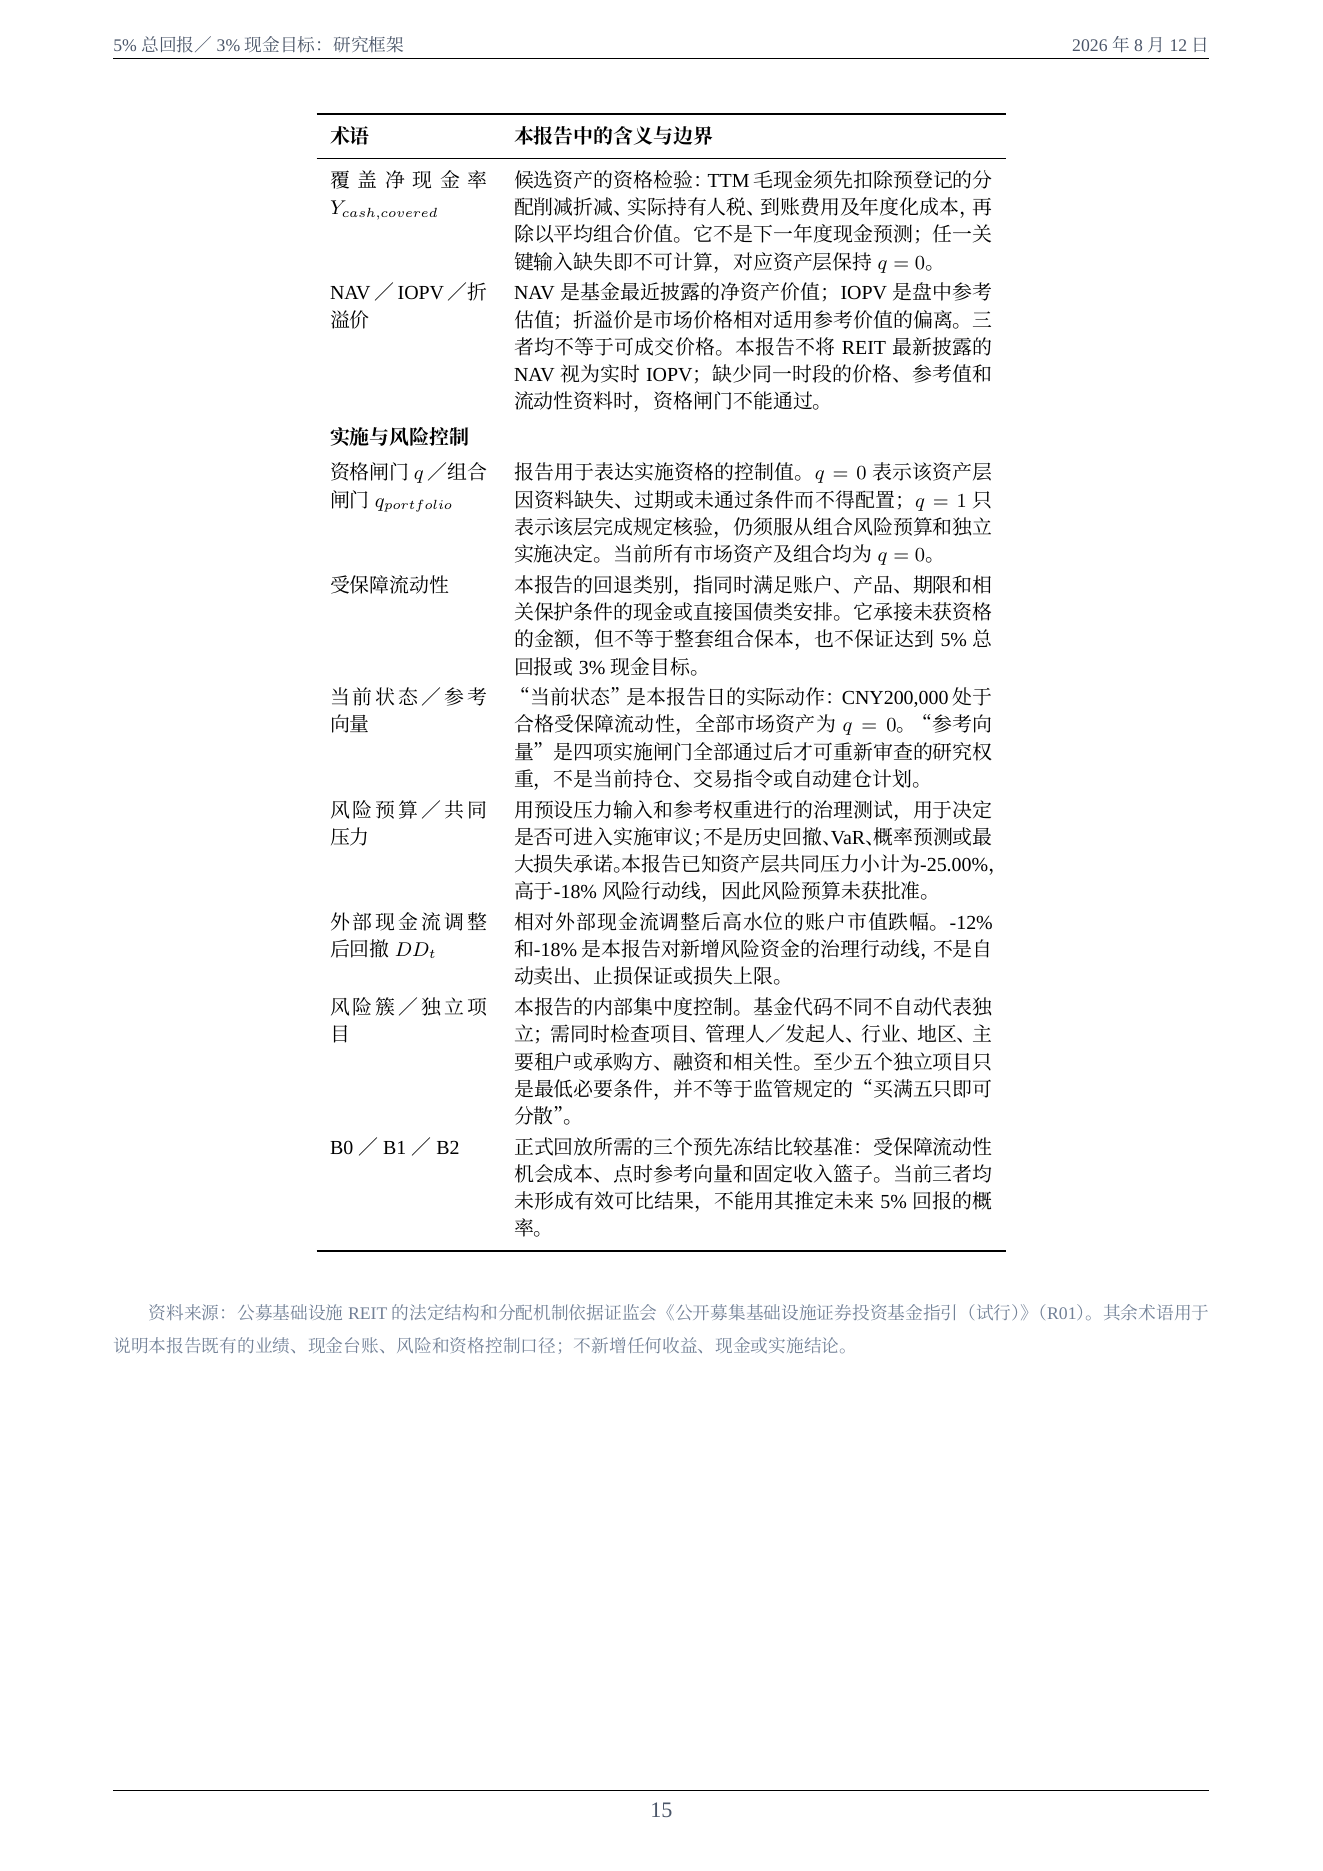 5% 总回报／ 3% 现金目标：研究框架
2026 年 8 月 12 日
术语 本报告中的含义与边界
覆盖净现金率 候选资产的资格检验：TTM 毛现金须先扣除预登记的分
Ycash,covered 配削减折减、实际持有人税、到账费用及年度化成本，再
除以平均组合价值。它不是下一年度现金预测；任一关
键输入缺失即不可计算，对应资产层保持 q = 0。
NAV ／ IOPV ／折 NAV 是基金最近披露的净资产价值；IOPV 是盘中参考
溢价 估值；折溢价是市场价格相对适用参考价值的偏离。三
者均不等于可成交价格。本报告不将 REIT 最新披露的
NAV 视为实时 IOPV；缺少同一时段的价格、参考值和
流动性资料时，资格闸门不能通过。
实施与风险控制
资格闸门 q ／组合 报告用于表达实施资格的控制值。q = 0 表示该资产层
闸门 qportfolio 因资料缺失、过期或未通过条件而不得配置；q = 1 只
表示该层完成规定核验，仍须服从组合风险预算和独立
实施决定。当前所有市场资产及组合均为 q = 0。
受保障流动性 本报告的回退类别，指同时满足账户、产品、期限和相
关保护条件的现金或直接国债类安排。它承接未获资格
的金额，但不等于整套组合保本，也不保证达到 5% 总
回报或 3% 现金目标。
当前状态／参考 “当前状态”是本报告日的实际动作：CNY200,000 处于
向量 合格受保障流动性，全部市场资产为 q = 0。“参考向
量”是四项实施闸门全部通过后才可重新审查的研究权
重，不是当前持仓、交易指令或自动建仓计划。
风险预算／共同 用预设压力输入和参考权重进行的治理测试，用于决定
压力 是否可进入实施审议；不是历史回撤、VaR、概率预测或最
大损失承诺。本报告已知资产层共同压力小计为-25.00%，
高于-18% 风险行动线，因此风险预算未获批准。
外部现金流调整 相对外部现金流调整后高水位的账户市值跌幅。-12%
后回撤 DDt 和-18% 是本报告对新增风险资金的治理行动线，不是自
动卖出、止损保证或损失上限。
风险簇／独立项 本报告的内部集中度控制。基金代码不同不自动代表独
目 立；需同时检查项目、管理人／发起人、行业、地区、主
要租户或承购方、融资和相关性。至少五个独立项目只
是最低必要条件，并不等于监管规定的“买满五只即可
分散”。
B0 ／ B1 ／ B2 正式回放所需的三个预先冻结比较基准：受保障流动性
机会成本、点时参考向量和固定收入篮子。当前三者均
未形成有效可比结果，不能用其推定未来 5% 回报的概
率。
资料来源：公募基础设施 REIT 的法定结构和分配机制依据证监会《公开募集基础设施证券投资基金指引（试行）》（R01）。其余术语用于
说明本报告既有的业绩、现金台账、风险和资格控制口径；不新增任何收益、现金或实施结论。
15